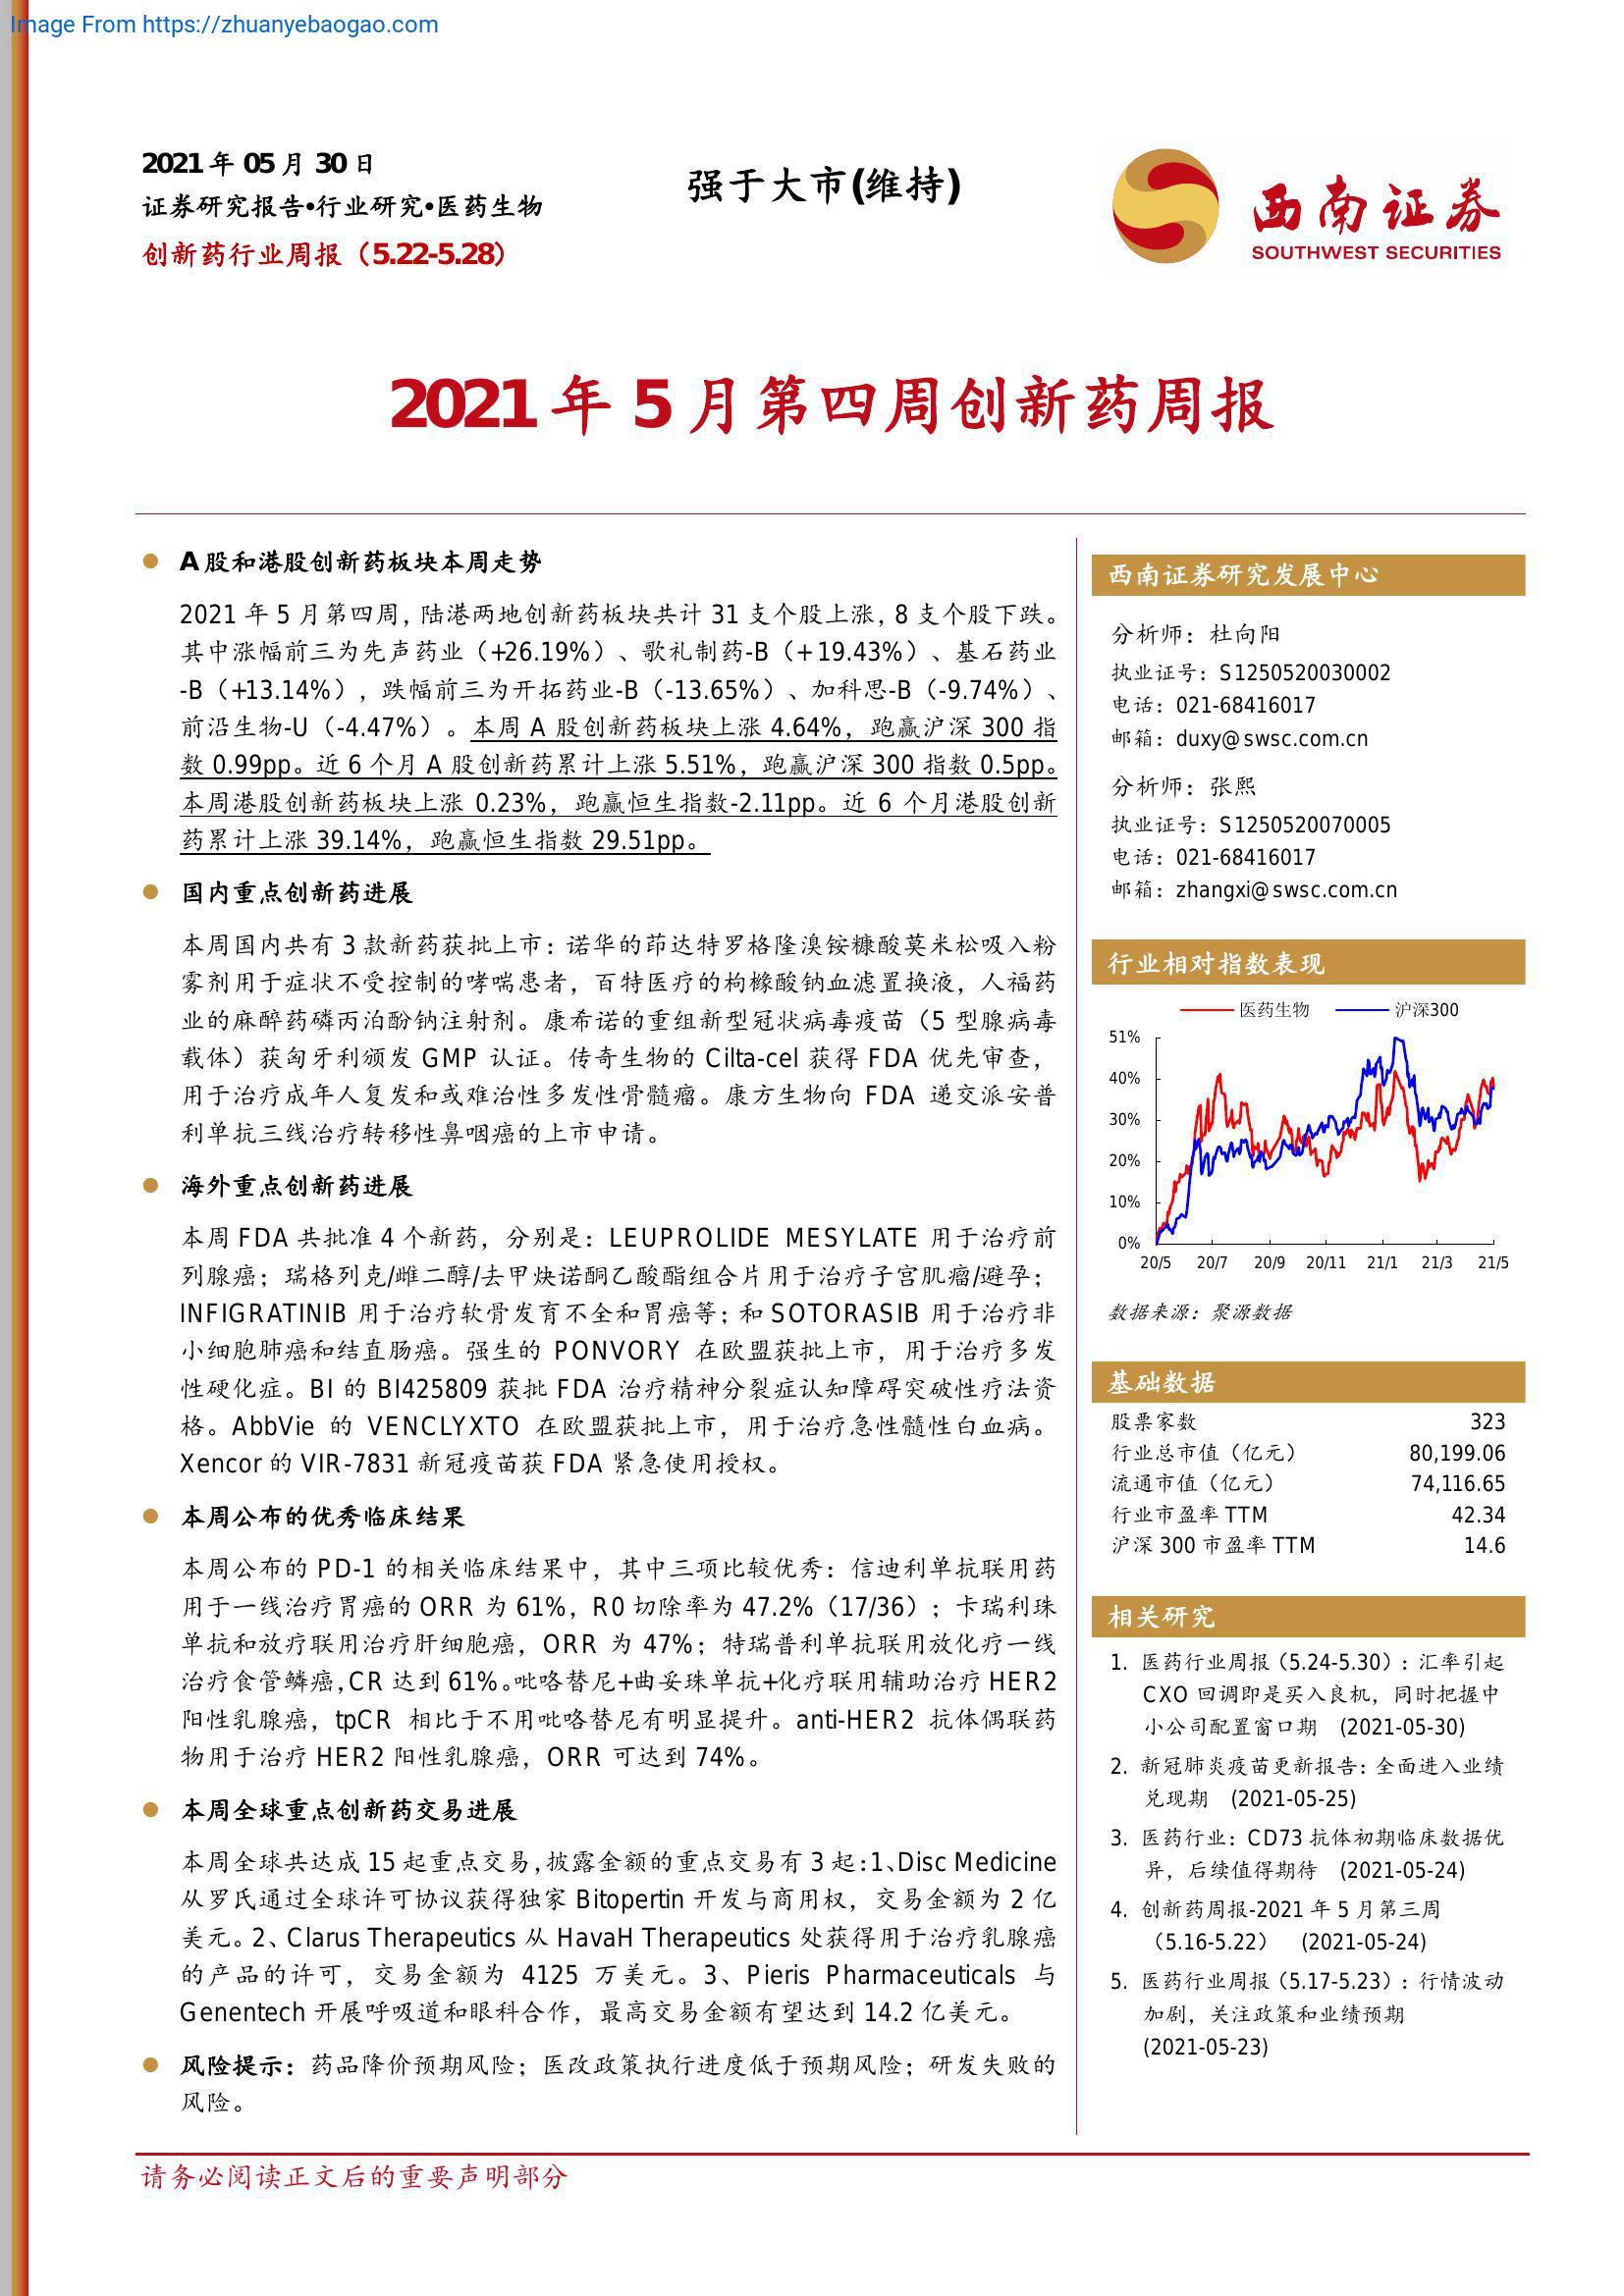 Image From https://zhuanyebaogao.com
2021 年 05 月 30 日
证券研究报告•行业研究•医药生物
创新药行业周报（5.22-5.28）
强于大市(维持)
西南证券
SOUTHWEST SECURITIES
2021 年 5 月第四周创新药周报
A 股和港股创新药板块本周走势
2021 年 5 月第四周，陆港两地创新药板块共计 31 支个股上涨，8 支个股下跌。
其中涨幅前三为先声药业（+26.19%）、歌礼制药-B（+19.43%）、基石药业
-B（+13.14%），跌幅前三为开拓药业-B（-13.65%）、加科思-B（-9.74%）、
前沿生物-U（-4.47%）。本周 A 股创新药板块上涨 4.64%，跑赢沪深 300 指
数 0.99pp。近 6 个月 A 股创新药累计上涨 5.51%，跑赢沪深 300 指数 0.5pp。
本周港股创新药板块上涨 0.23%，跑赢恒生指数-2.11pp。近 6 个月港股创新
药累计上涨 39.14%，跑赢恒生指数 29.51pp。
国内重点创新药进展
本周国内共有 3 款新药获批上市：诺华的茚达特罗格隆溴铵糠酸莫米松吸入粉
雾剂用于症状不受控制的哮喘患者，百特医疗的枸橼酸钠血滤置换液，人福药
业的麻醉药磷丙泊酚钠注射剂。康希诺的重组新型冠状病毒疫苗（5 型腺病毒
载体）获匈牙利颁发 GMP 认证。传奇生物的 Cilta-cel 获得 FDA 优先审查，
用于治疗成年人复发和或难治性多发性骨髓瘤。康方生物向 FDA 递交派安普
利单抗三线治疗转移性鼻咽癌的上市申请。
海外重点创新药进展
本周 FDA 共批准 4 个新药，分别是：LEUPROLIDE MESYLATE 用于治疗前
列腺癌；瑞格列克/雌二醇/去甲炔诺酮乙酸酯组合片用于治疗子宫肌瘤/避孕；
INFIGRATINIB 用于治疗软骨发育不全和胃癌等；和 SOTORASIB 用于治疗非
小细胞肺癌和结直肠癌。强生的 PONVORY 在欧盟获批上市，用于治疗多发
性硬化症。BI 的 BI425809 获批 FDA 治疗精神分裂症认知障碍突破性疗法资
格。AbbVie 的 VENCLYXTO 在欧盟获批上市，用于治疗急性髓性白血病。
Xencor 的 VIR-7831 新冠疫苗获 FDA 紧急使用授权。
本周公布的优秀临床结果
本周公布的 PD-1 的相关临床结果中，其中三项比较优秀：信迪利单抗联用药
用于一线治疗胃癌的 ORR 为 61%，R0 切除率为 47.2%（17/36）；卡瑞利珠
单抗和放疗联用治疗肝细胞癌，ORR 为 47%；特瑞普利单抗联用放化疗一线
治疗食管鳞癌，CR 达到 61%。吡咯替尼+曲妥珠单抗+化疗联用辅助治疗 HER2
阳性乳腺癌，tpCR 相比于不用吡咯替尼有明显提升。anti-HER2 抗体偶联药
物用于治疗 HER2 阳性乳腺癌，ORR 可达到 74%。
本周全球重点创新药交易进展
本周全球共达成 15 起重点交易，披露金额的重点交易有 3 起：1、Disc Medicine
从罗氏通过全球许可协议获得独家 Bitopertin 开发与商用权，交易金额为 2 亿
美元。2、Clarus Therapeutics 从 HavaH Therapeutics 处获得用于治疗乳腺癌
的产品的许可，交易金额为 4125 万美元。3、Pieris Pharmaceuticals 与
Genentech 开展呼吸道和眼科合作，最高交易金额有望达到 14.2 亿美元。
风险提示：药品降价预期风险；医改政策执行进度低于预期风险；研发失败的
风险。
西南证券研究发展中心
分析师：杜向阳
执业证号：S1250520030002
电话：021-68416017
邮箱：duxy@swsc.com.cn
分析师：张熙
执业证号：S1250520070005
电话：021-68416017
邮箱：zhangxi@swsc.com.cn
行业相对指数表现
医药生物 沪深300
51%
40%
30%
20%
10%
0%
20/5 20/7 20/9 20/11 21/1 21/3 21/5
数据来源：聚源数据
基础数据
股票家数 323
行业总市值（亿元） 80,199.06
流通市值（亿元） 74,116.65
行业市盈率 TTM 42.34
沪深 300 市盈率 TTM 14.6
相关研究
1. 医药行业周报（5.24-5.30）：汇率引起
CXO 回调即是买入良机，同时把握中
小公司配置窗口期 (2021-05-30)
2. 新冠肺炎疫苗更新报告：全面进入业绩
兑现期 (2021-05-25)
3. 医药行业：CD73 抗体初期临床数据优
异，后续值得期待 (2021-05-24)
4. 创新药周报-2021 年 5 月第三周
（5.16-5.22） (2021-05-24)
5. 医药行业周报（5.17-5.23）：行情波动
加剧，关注政策和业绩预期
(2021-05-23)
请务必阅读正文后的重要声明部分